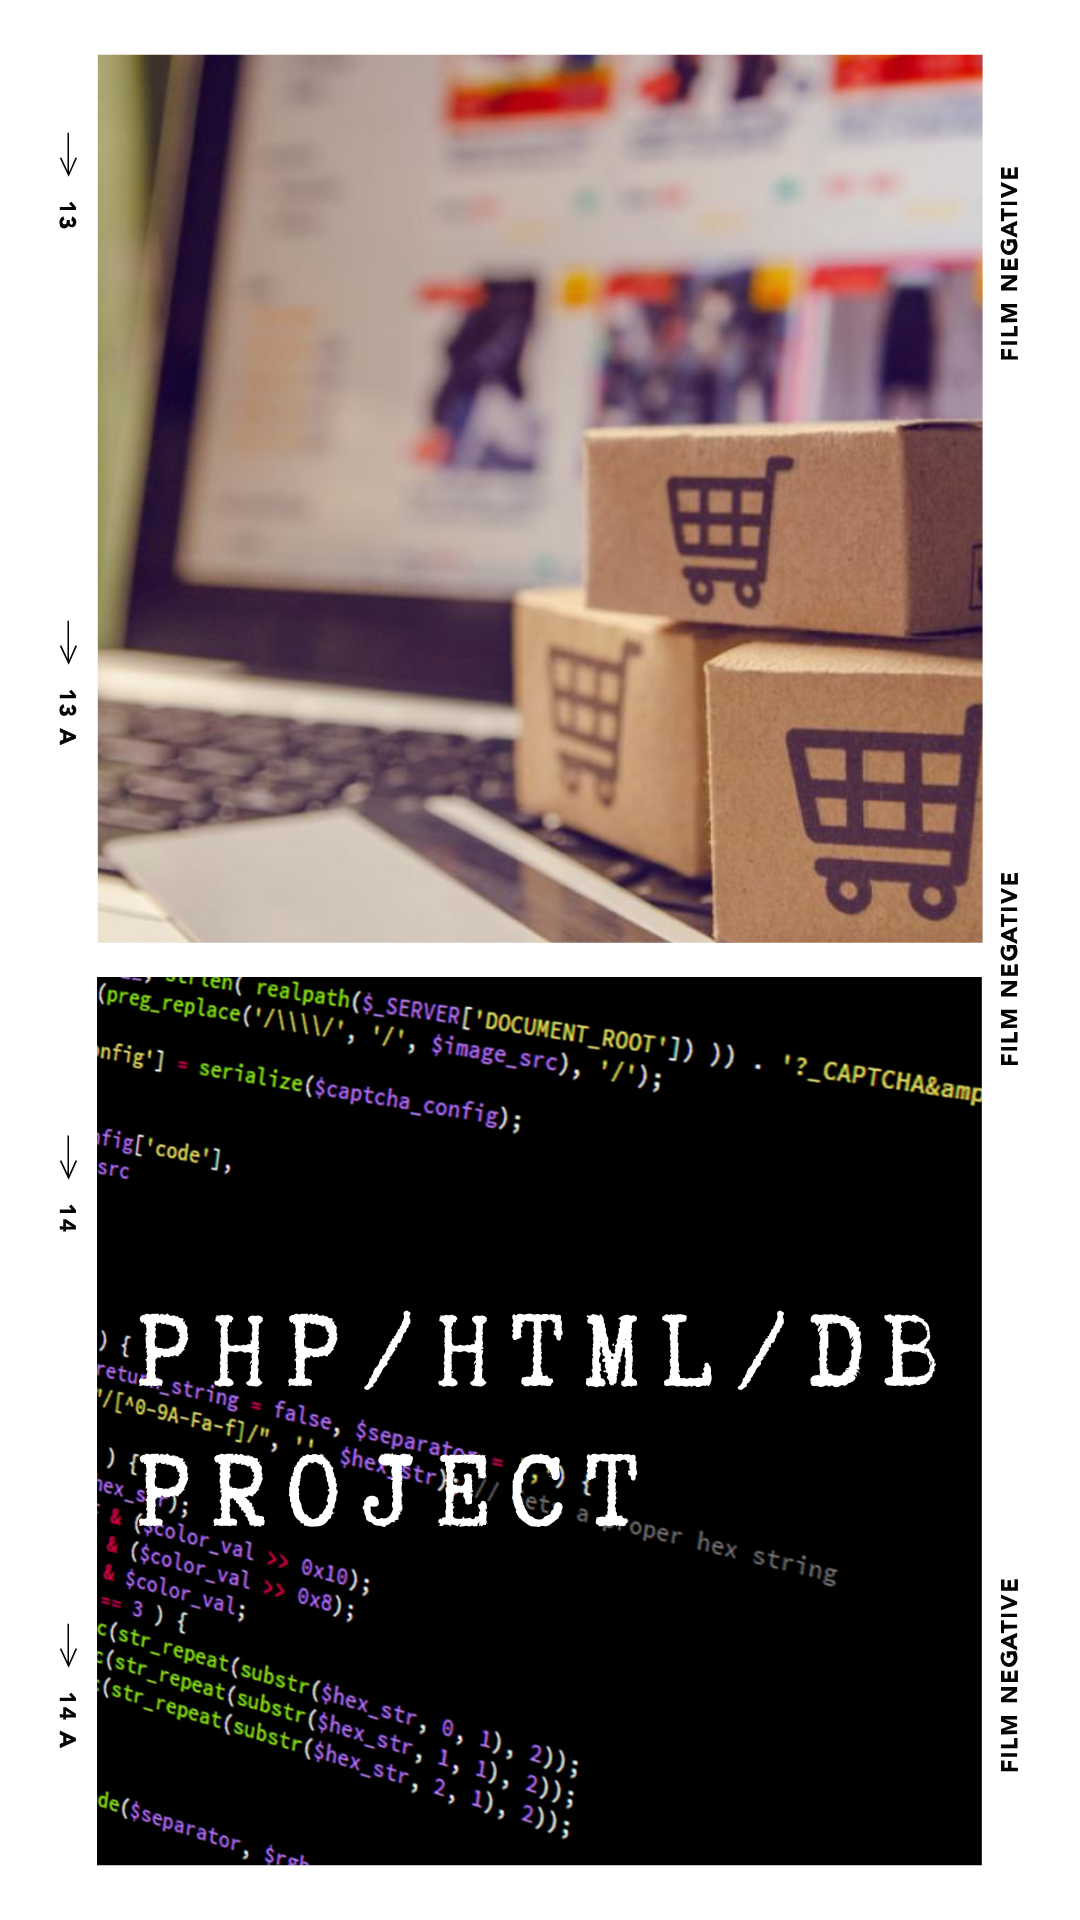 13
13 A
FILM NEGATIVE
FILM NEGATIVE
14
14 A
FILM NEGATIVE
strlen( realpath($_SERVER['DOCUMENT_ROOT']) )) . '?_CAPTCHA&amp
(preg_replace('/\\\\/', '/', $image_src), '/');
nfig'] = serialize($captcha_config);
nfig['code'],
src
PHP/HTML/DB
PROJECT
) {
return_string = false, $separator = ',') {
"/[^0-9A-Fa-f]/", '', $hex_str); // Gets a proper hex string
) {
hex_str);
& ($color_val >> 0x10);
& ($color_val >> 0x8);
& $color_val;
== 3 ) {
c(str_repeat(substr($hex_str, 0, 1), 2));
c(str_repeat(substr($hex_str, 1, 1), 2));
(str_repeat(substr($hex_str, 2, 1), 2));
de($separator, $rgb